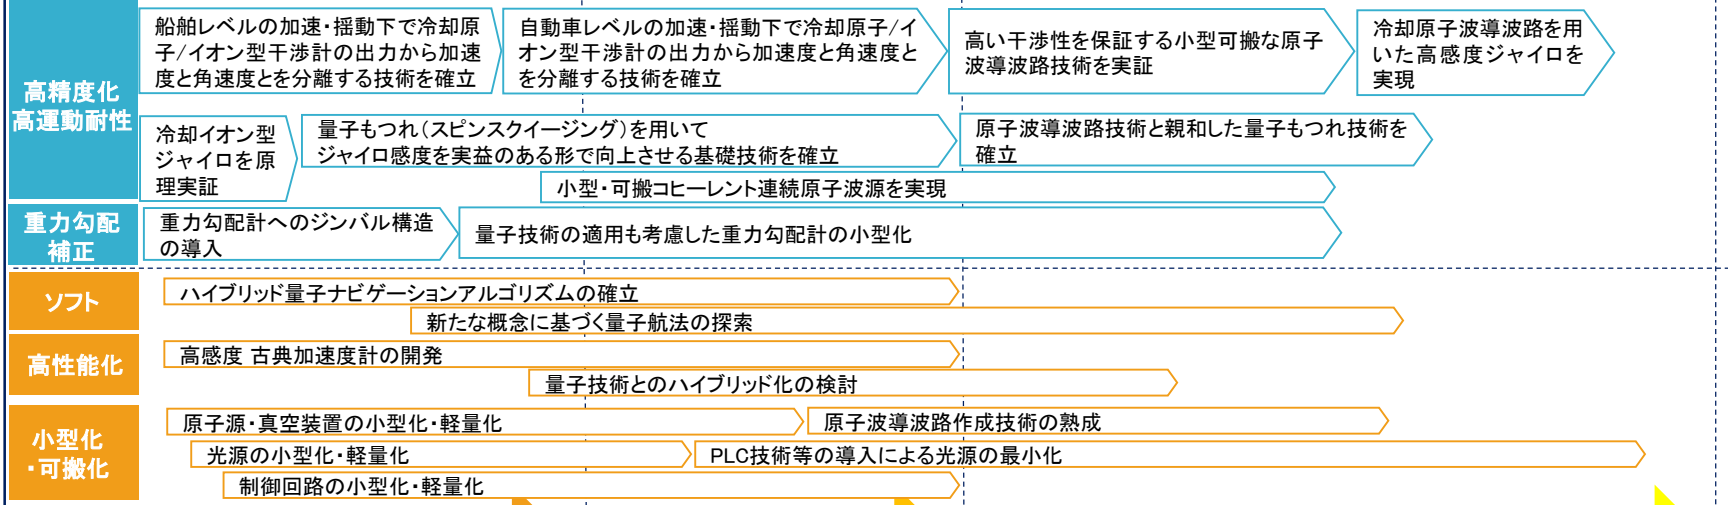 高精度化
高運動耐性
船舶レベルの加速・揺動下で冷却原
子/イオン型干渉計の出力から加速
度と角速度とを分離する技術を確立
自動車レベルの加速・揺動下で冷却原子/イ
オン型干渉計の出力から加速度と角速度と
を分離する技術を確立
高い干渉性を保証する小型可搬な原子
波導波路技術を実証
冷却原子波導波路を用
いた高感度ジャイロを
実現
冷却イオン型
ジャイロを原
理実証
量子もつれ（スピンスクイージング）を用いて
ジャイロ感度を実益のある形で向上させる基礎技術を確立
原子波導波路技術と親和した量子もつれ技術を
確立
小型・可搬コヒーレント連続原子波源を実現
重力勾配
補正
重力勾配計へのジンバル構造
の導入
量子技術の適用も考慮した重力勾配計の小型化
ソフト
ハイブリッド量子ナビゲーションアルゴリズムの確立
新たな概念に基づく量子航法の探索
高性能化
高感度 古典加速度計の開発
量子技術とのハイブリッド化の検討
小型化
・可搬化
原子源・真空装置の小型化・軽量化
原子波導波路作成技術の熟成
光源の小型化・軽量化
PLC技術等の導入による光源の最小化
制御回路の小型化・軽量化